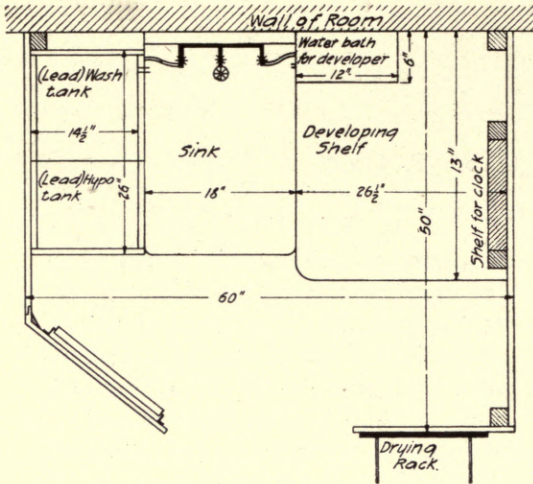 Wall of Room
Water bath
for developer
12"
6"
(Lead) Wash
tank
14½"
(Lead) Hypo
tank
26"
Sink
18"
Developing
Shelf
26½"
50"
13"
Shelf for clock
60"
Drying
Rack.